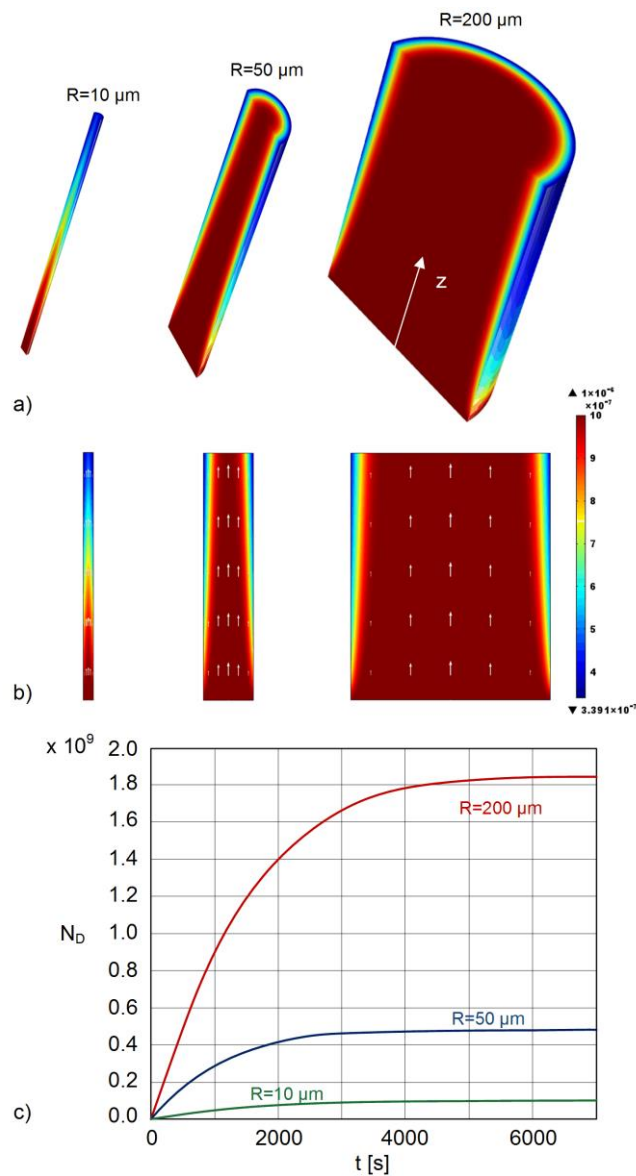 R=200 µm
R=50 µm
R=10 µm
z
a)
▲ 1×10⁻⁶
×10⁻⁷
10
9
8
7
6
5
4
▼ 3.391×10⁻⁷
b)
x 10⁹
2.0
1.8
1.6
1.4
1.2
1.0
0.8
0.6
0.4
0.2
0.0
N_D
R=200 µm
R=50 µm
R=10 µm
c)
0 2000 4000 6000
t [s]